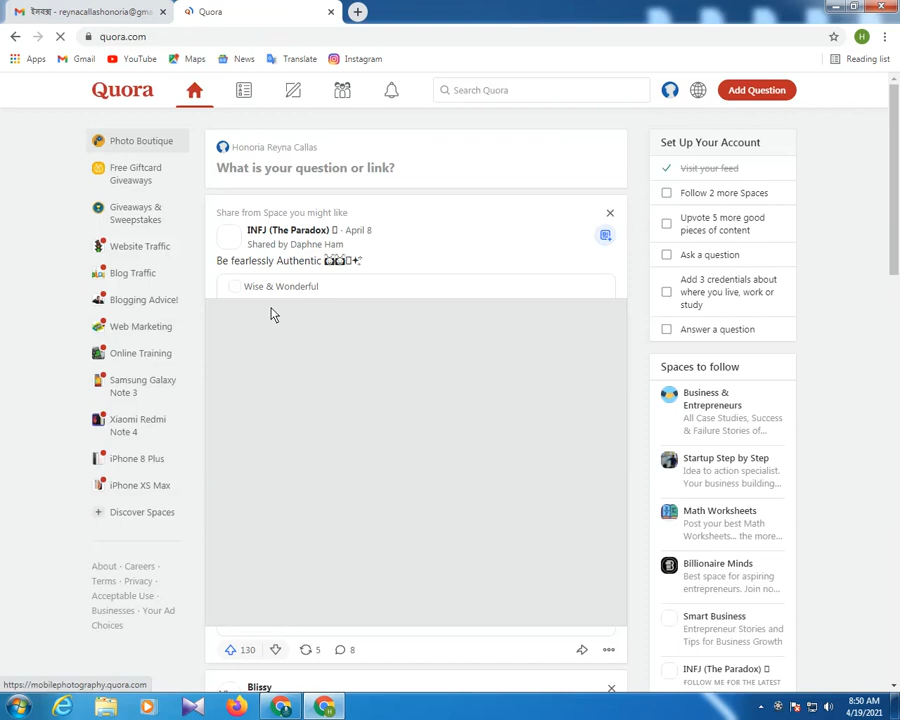 ইনবক্স - reynacallashonoria@gma
Quora
quora.com
H
Apps
Gmail
YouTube
Maps
News
Translate
Instagram
Reading list
Quora
Search Quora
Add Question
Photo Boutique
Free Giftcard
Giveaways
Giveaways &
Sweepstakes
Website Traffic
Blog Traffic
Blogging Advice!
Web Marketing
Online Training
Samsung Galaxy
Note 3
Xiaomi Redmi
Note 4
iPhone 8 Plus
iPhone XS Max
+ Discover Spaces
About · Careers ·
Terms · Privacy ·
Acceptable Use ·
Businesses · Your Ad
Choices
Honoria Reyna Callas
What is your question or link?
Share from Space you might like
INFJ (The Paradox) · April 8
Shared by Daphne Ham
Be fearlessly Authentic
Wise & Wonderful
130
5
8
Blissy
Set Up Your Account
Visit your feed
Follow 2 more Spaces
Upvote 5 more good
pieces of content
Ask a question
Add 3 credentials about
where you live, work or
study
Answer a question
Spaces to follow
Business &
Entrepreneurs
All Case Studies, Success
& Failure Stories of...
Startup Step by Step
Idea to action specialist.
Your business building...
Math Worksheets
Post your best Math
Worksheets... the more...
Billionaire Minds
Best space for aspiring
entrepreneurs. Join no...
Smart Business
Entrepreneur Stories and
Tips for Business Growth
INFJ (The Paradox)
FOLLOW ME FOR THE LATEST
https://mobilephotography.quora.com
8:50 AM
4/19/2021